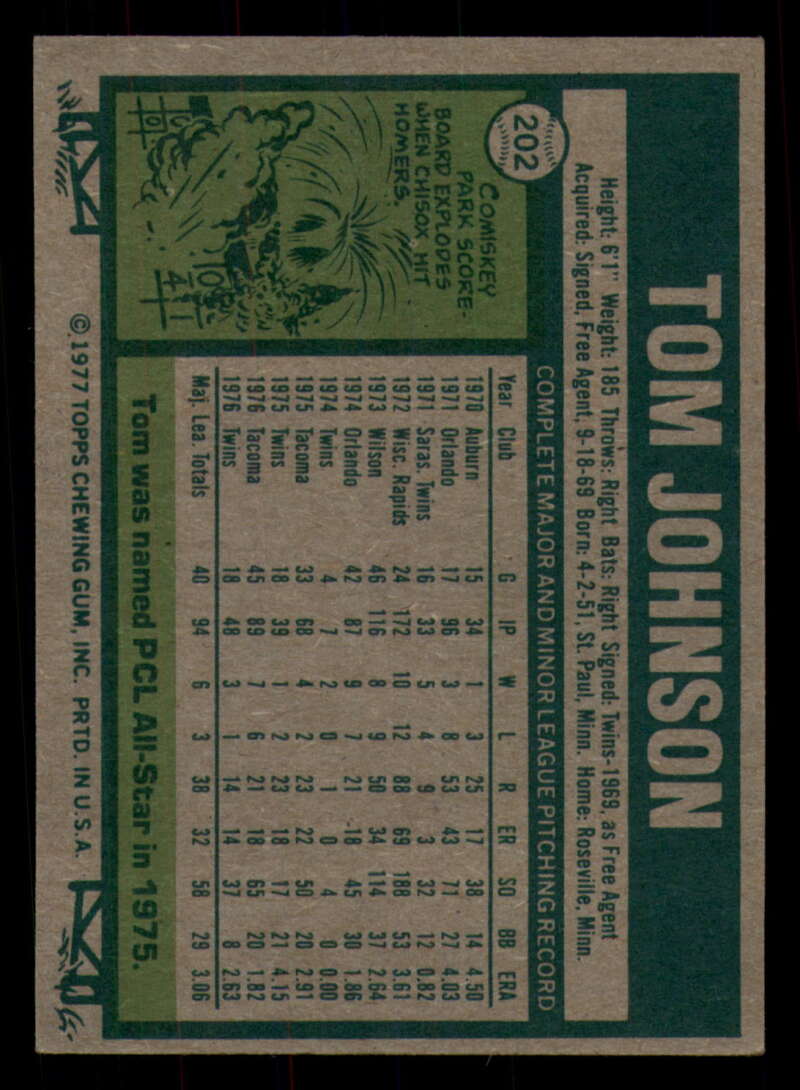 TOM JOHNSON
Height: 6'1" Weight: 185 Throws: Right Bats: Right Signed: Twins-1969, as Free Agent
Acquired: Signed, Free Agent, 9-18-69 Born: 4-2-51, St. Paul, Minn. Home: Roseville, Minn.
202
COMISKEY
PARK SCORE-
BOARD EXPLODES
WHEN CHISOX HIT
HOMERS.
10
4 1
COMPLETE MAJOR AND MINOR LEAGUE PITCHING RECORD
Year Club G IP W L R ER SO BB ERA
1970 Auburn 15 34 1 3 25 17 38 14 4.50
1971 Orlando 17 96 3 8 53 43 71 27 4.03
1971 Saras. Twins 16 33 5 4 9 3 32 12 0.82
1972 Wisc. Rapids 24 172 10 12 88 69 188 53 3.61
1973 Wilson 46 116 8 9 50 34 114 37 2.64
1974 Orlando 42 87 9 7 21 18 45 30 1.86
1974 Twins 4 7 2 0 1 0 4 0 0.00
1975 Tacoma 33 68 4 2 23 22 50 20 2.91
1975 Twins 18 39 1 2 23 18 17 21 4.15
1976 Tacoma 45 89 7 6 21 18 65 20 1.82
1976 Twins 18 48 3 1 14 14 37 8 2.63
Maj. Lea. Totals 40 94 6 3 38 32 58 29 3.06
Tom was named PCL All-Star in 1975.
© 1977 TOPPS CHEWING GUM, INC. PRTD. IN U.S.A.